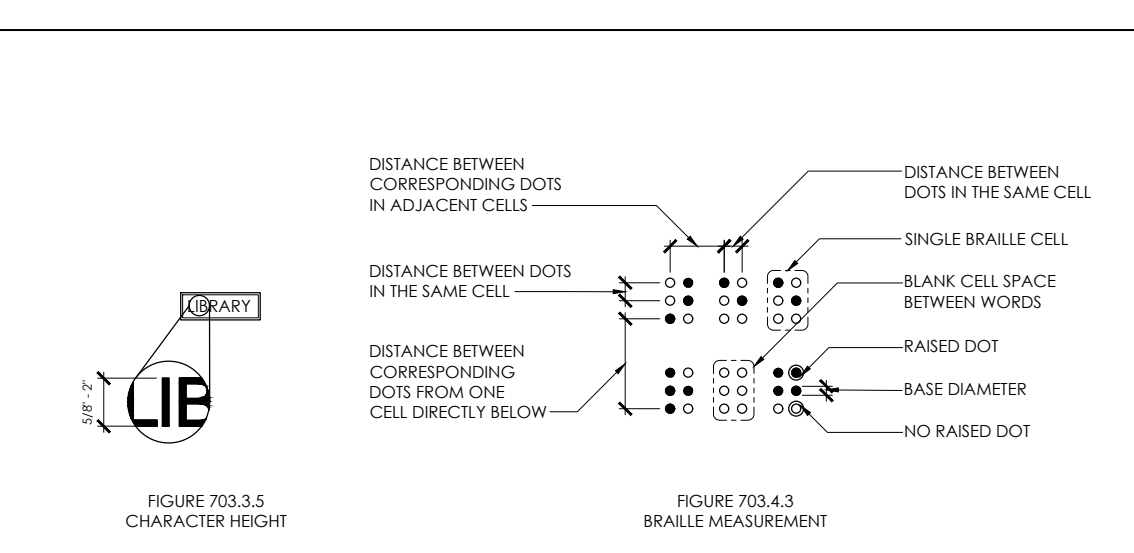 LIBRARY
LIB
5/8" - 2"
FIGURE 703.3.5
CHARACTER HEIGHT
DISTANCE BETWEEN
CORRESPONDING DOTS
IN ADJACENT CELLS
DISTANCE BETWEEN DOTS
IN THE SAME CELL
DISTANCE BETWEEN
CORRESPONDING
DOTS FROM ONE
CELL DIRECTLY BELOW
DISTANCE BETWEEN
DOTS IN THE SAME CELL
SINGLE BRAILLE CELL
BLANK CELL SPACE
BETWEEN WORDS
RAISED DOT
BASE DIAMETER
NO RAISED DOT
FIGURE 703.4.3
BRAILLE MEASUREMENT